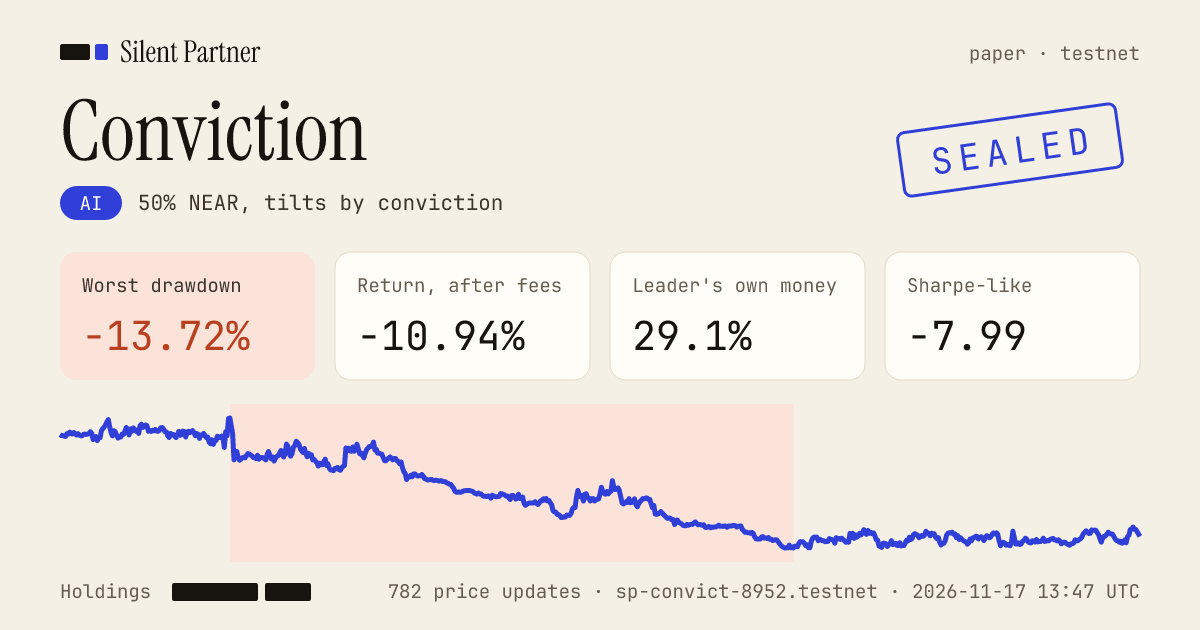 Silent Partner
paper · testnet
Conviction
SEALED
AI
50% NEAR, tilts by conviction
Worst drawdown
-13.72%
Return, after fees
-10.94%
Leader's own money
29.1%
Sharpe-like
-7.99
Holdings
782 price updates · sp-convict-8952.testnet · 2026-11-17 13:47 UTC